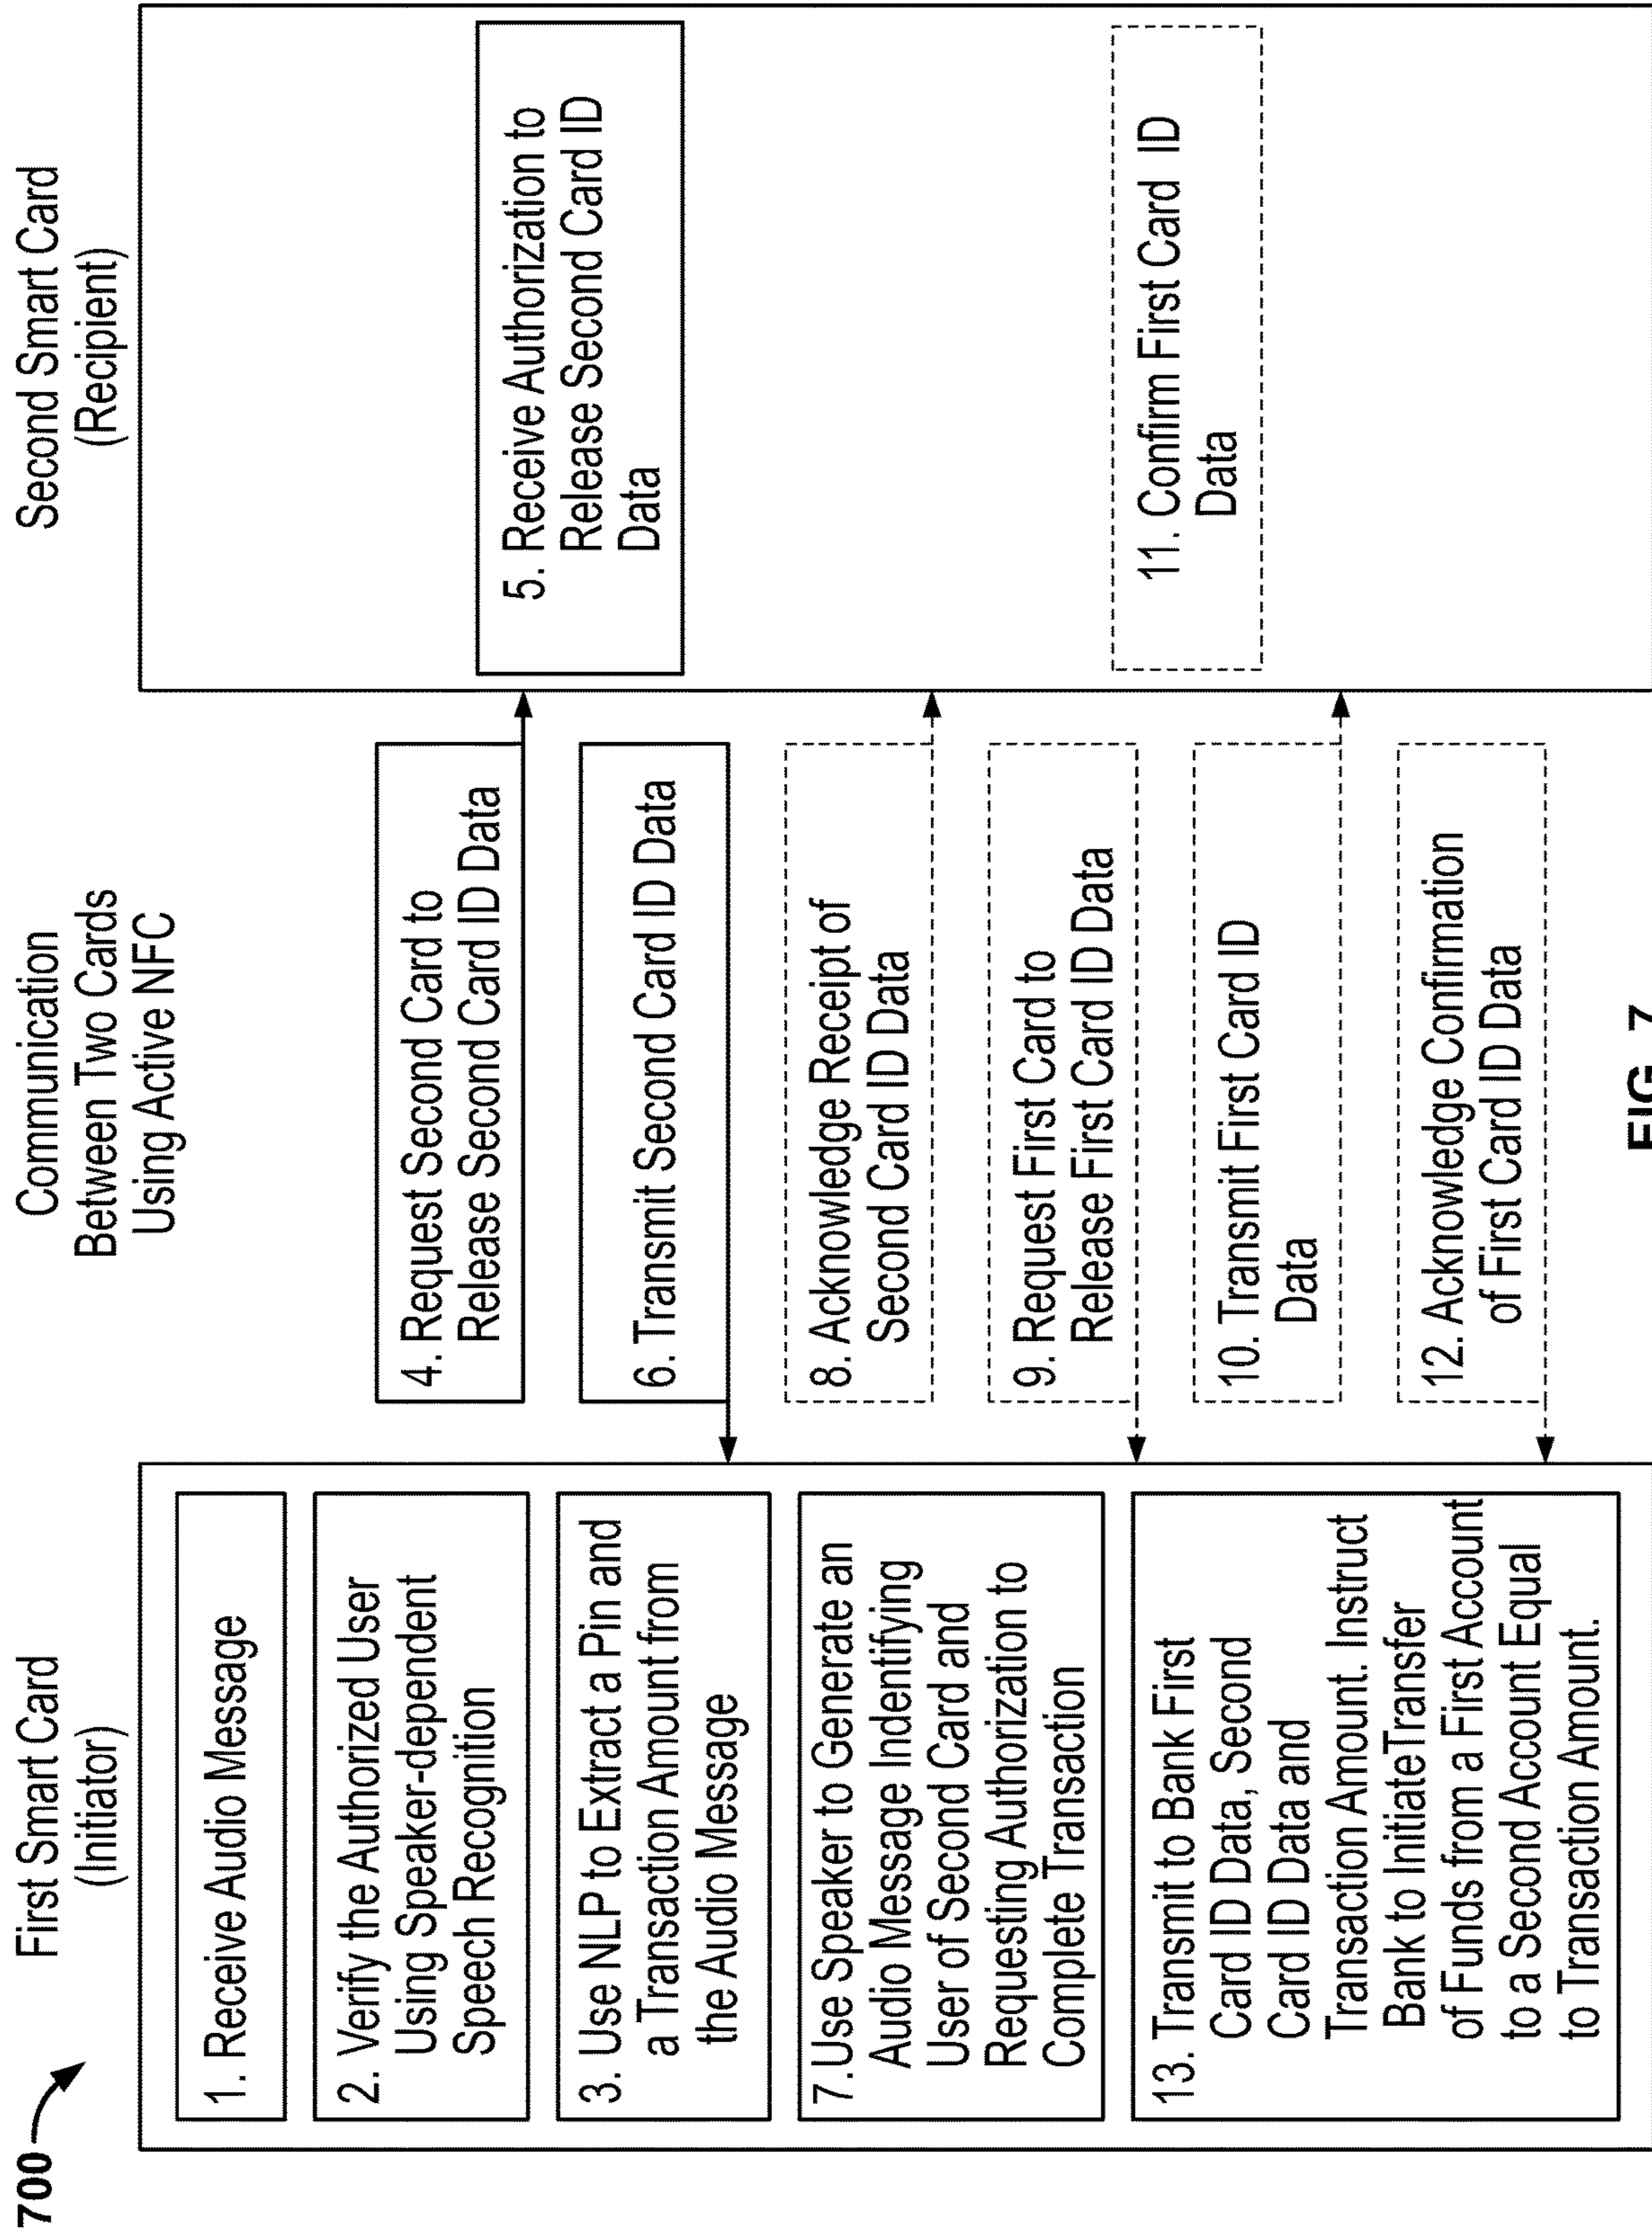 700
First Smart Card
(Initiator)
1. Receive Audio Message
2. Verify the Authorized User
Using Speaker-dependent
Speech Recognition
3. Use NLP to Extract a Pin and
a Transaction Amount from
the Audio Message
7.Use Speaker to Generate an
Audio Message Indentifying
User of Second Card and
Requesting Authorization to
Complete Transaction
13. Transmit to Bank First
Card ID Data, Second
Card ID Data and
Transaction Amount. Instruct
Bank to InitiateTransfer
of Funds from a First Account
to a Second Account Equal
to Transaction Amount.
Communication
Between Two Cards
Using Active NFC
4. Request Second Card to
Release Second Card ID Data
6. Transmit Second Card ID Data
8. Acknowledge Receipt of
Second Card ID Data
9. Request First Card to
Release First Card ID Data
10. Transmit First Card ID
Data
12. Acknowledge Confirmation
of First Card ID Data
Second Smart Card
(Recipient)
5. Receive Authorization to
Release Second Card ID
Data
11. Confirm First Card ID
Data
FIG. 7